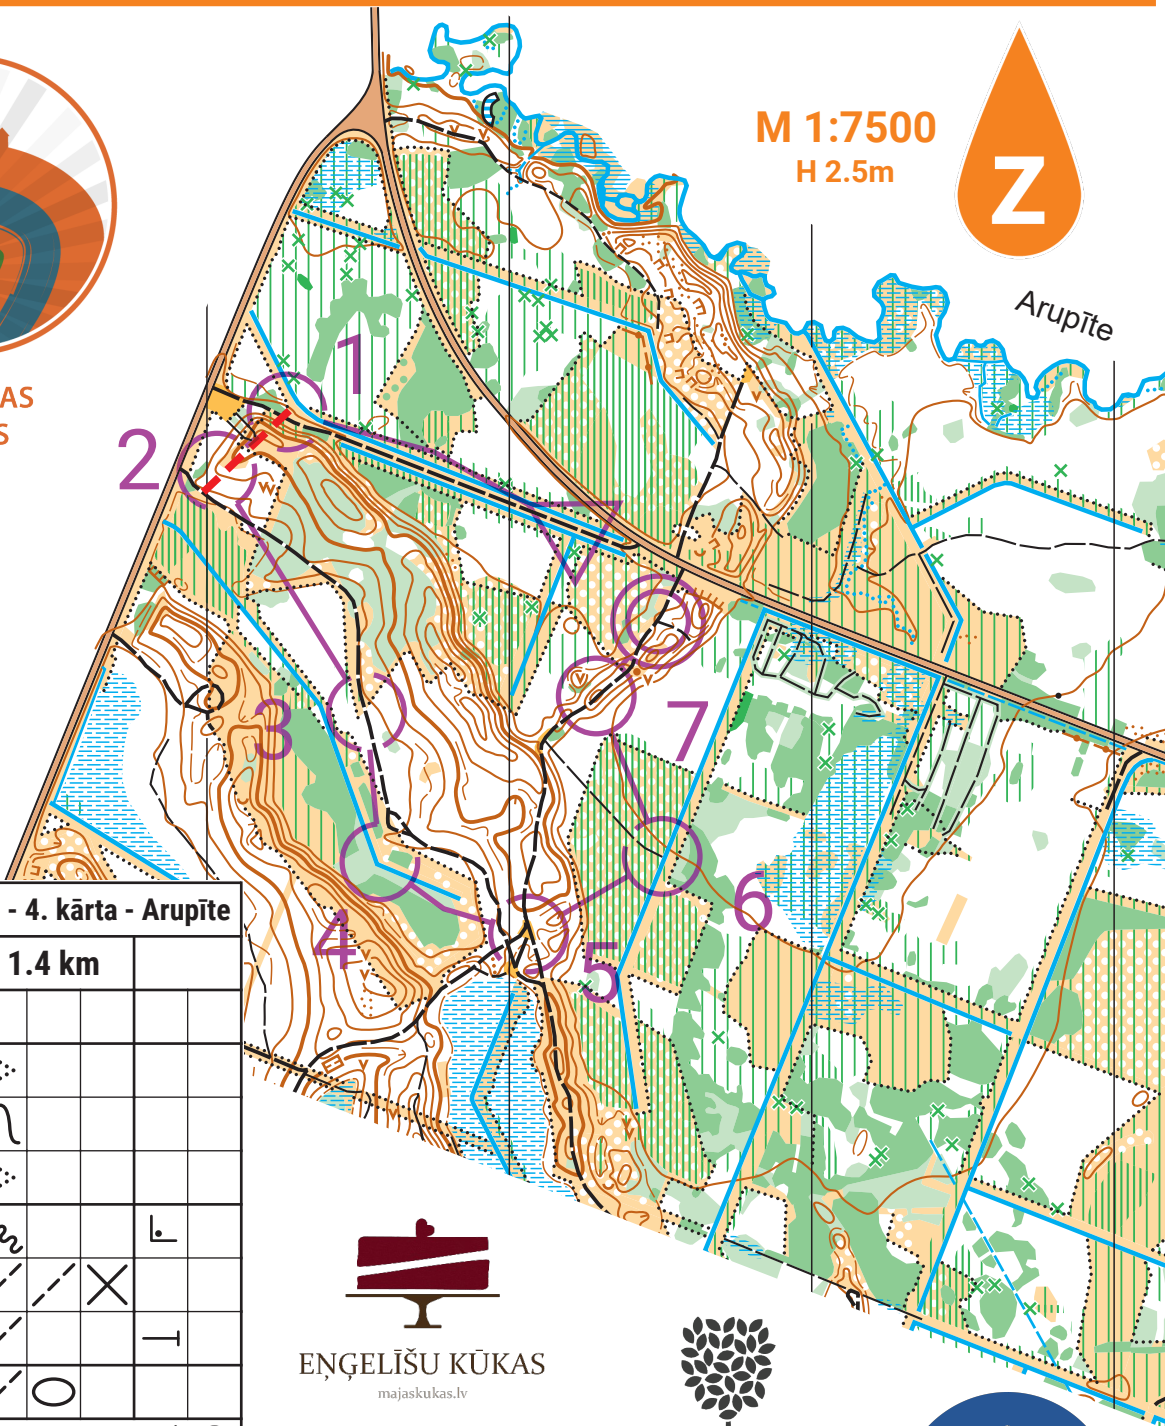 M 1:7500
H 2.5m
Z
Arupīte
AS
S
1
2
3
7
6
4
5
- 4. kārta - Arupīte
1.4 km
EŅĢELĪŠU KŪKAS
majaskukas.lv